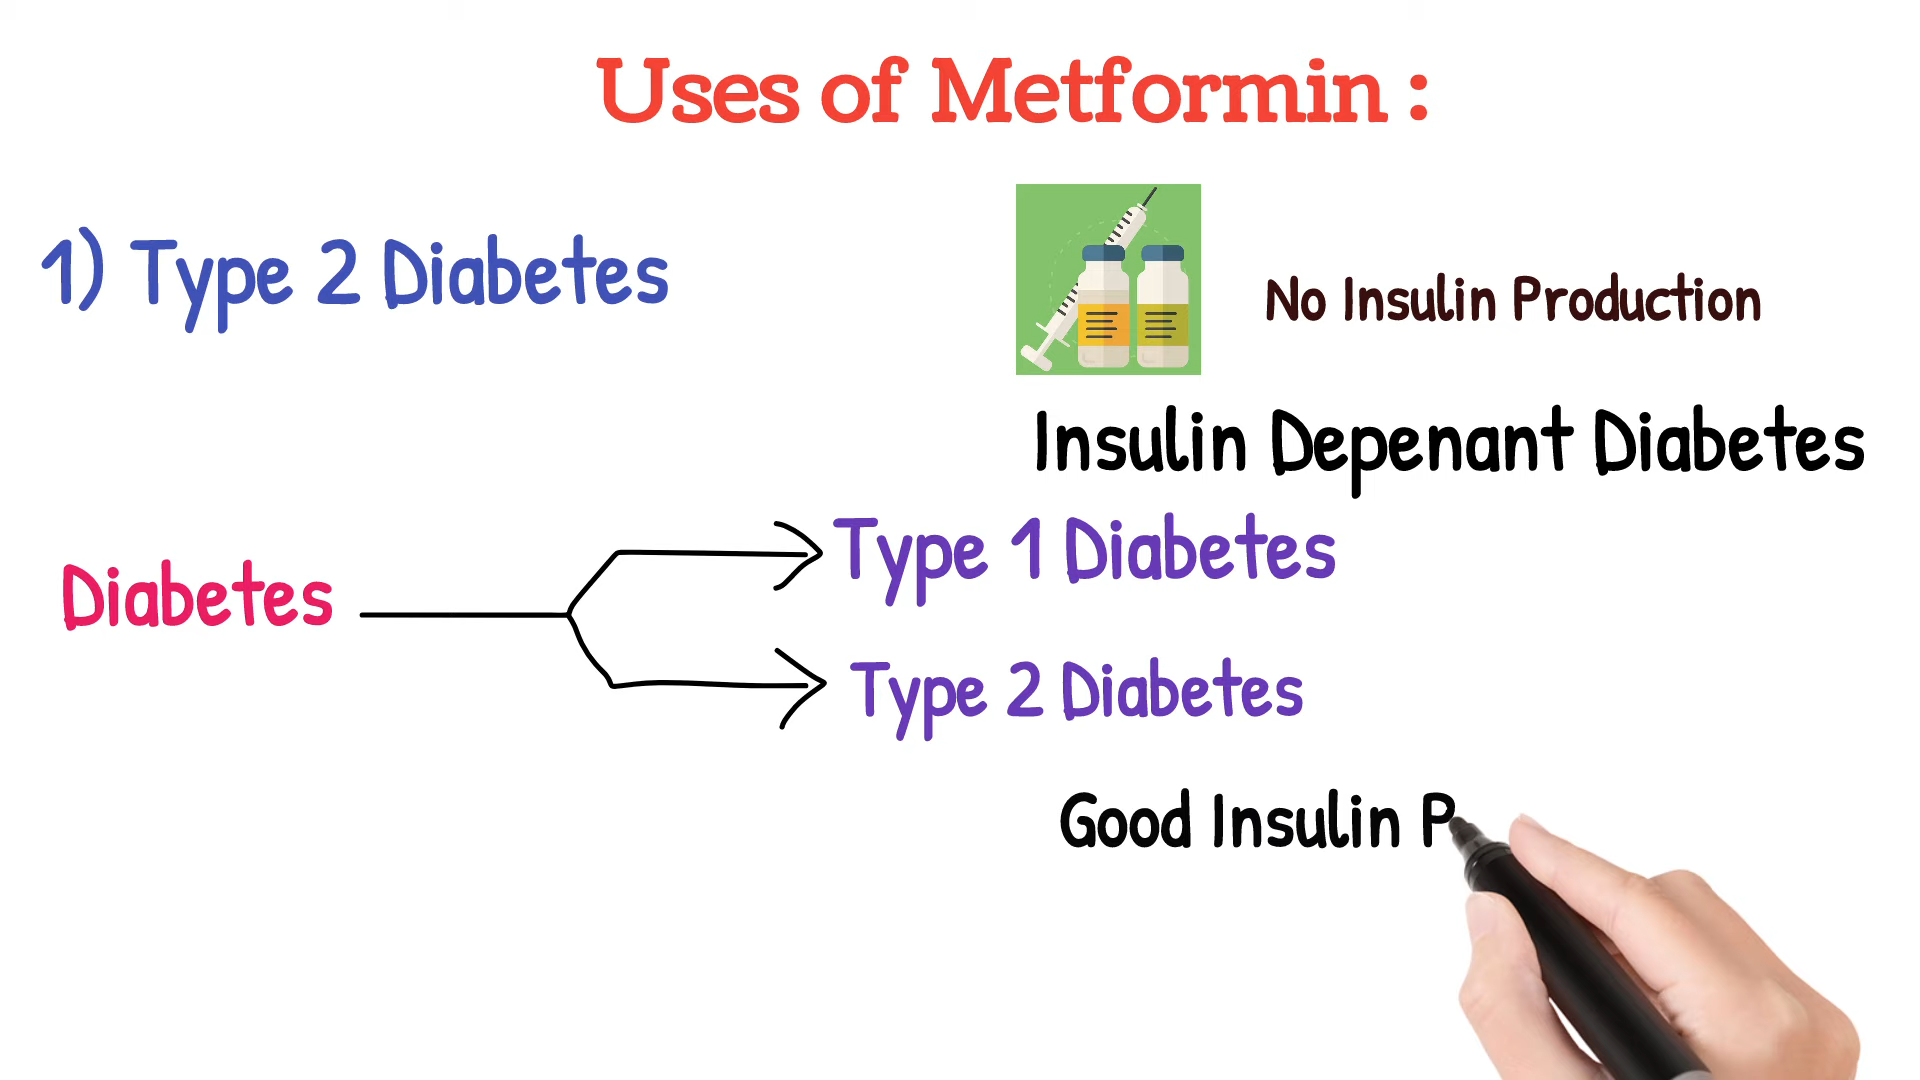 Uses of Metformin :
1) Type 2 Diabetes
No Insulin Production
Insulin Depenant Diabetes
Type 1 Diabetes
Diabetes
Type 2 Diabetes
Good Insulin P